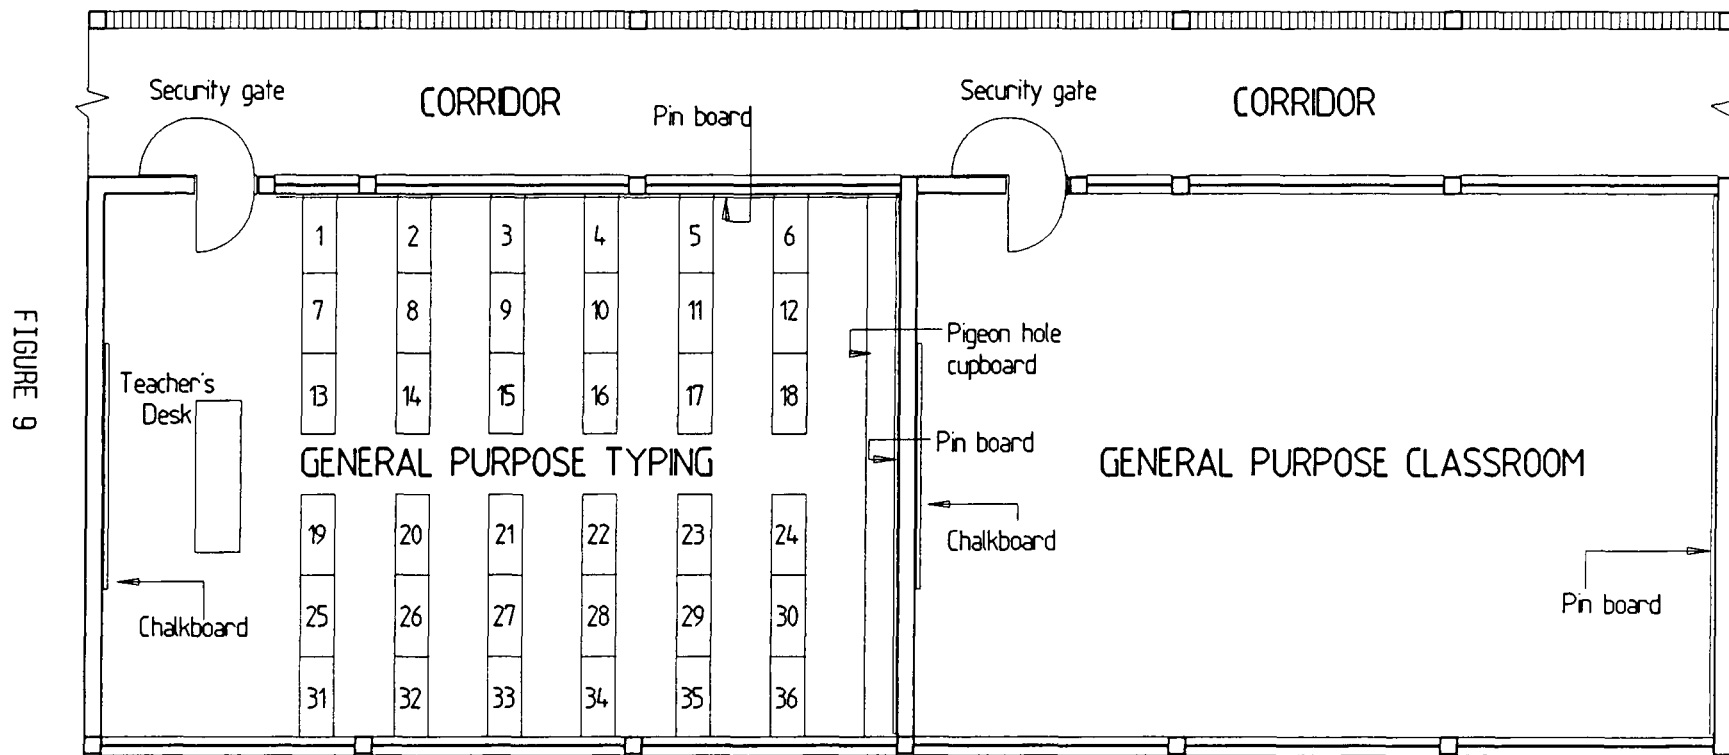 Security gate
CORRIDOR
Pin board
Security gate
CORRIDOR
1 2 3 4 5 6
7 8 9 10 11 12
Pigeon hole
cupboard
FIGURE 9
Teacher's
Desk
13 14 15 16 17 18
Pin board
GENERAL PURPOSE TYPING
GENERAL PURPOSE CLASSROOM
19 20 21 22 23 24
Chalkboard
25 26 27 28 29 30
Chalkboard
Pin board
31 32 33 34 35 36